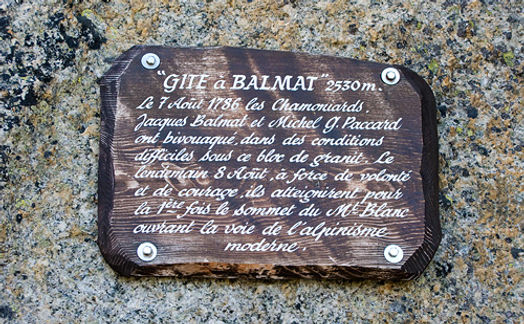 "GITE à BALMAT" 2530m.
Le 7 Août 1786 les Chamoniards,
Jacques Balmat et Michel G. Paccard
ont bivouaqué, dans des conditions
difficiles sous ce bloc de granit. Le
lendemain 8 Août, à force de volonté
et de courage, ils atteignirent pour
la 1ère fois le sommet du Mt Blanc
ouvrant la voie de l'alpinisme
moderne.